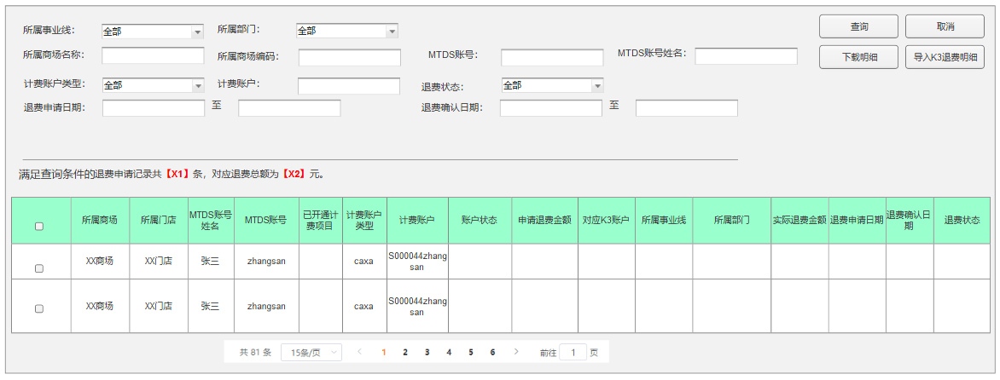 所属事业线： 全部 所属部门： 全部 查询 取消
所属商场名称： 所属商场编码： MTDS账号： MTDS账号姓名： 下载明细 导入K3退费明细
计费账户类型： 全部 计费账户： 退费状态： 全部
退费申请日期： 至 退费确认日期： 至
满足查询条件的退费申请记录共【X1】条，对应退费总额为【X2】元。
所属商场 所属门店 MTDS账号姓名 MTDS账号 已开通计费项目 计费账户类型 计费账户 账户状态 申请退费金额 对应K3账户 所属事业线 所属部门 实际退费金额 退费申请日期 退费确认日期 退费状态
XX商场 XX门店 张三 zhangsan caxa S000044zhangsan
XX商场 XX门店 张三 zhangsan caxa S000044zhangsan
共 81 条 15条/页 1 2 3 4 5 6 前往 1 页